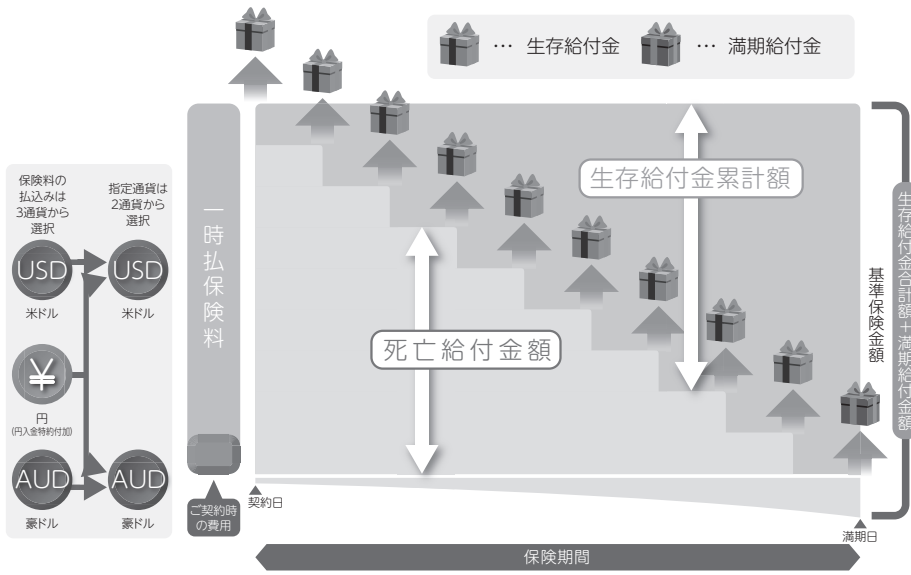 … 生存給付金
… 満期給付金
保険料の
払込みは
3通貨から
選択
指定通貨は
2通貨から
選択
USD
米ドル
USD
米ドル
¥
円
(円入金特約付加)
AUD
豪ドル
AUD
豪ドル
一時払保険料
ご契約時
の費用
生存給付金累計額
死亡給付金額
基準保険金額
生存給付金合計額+満期給付金額
契約日
満期日
保険期間